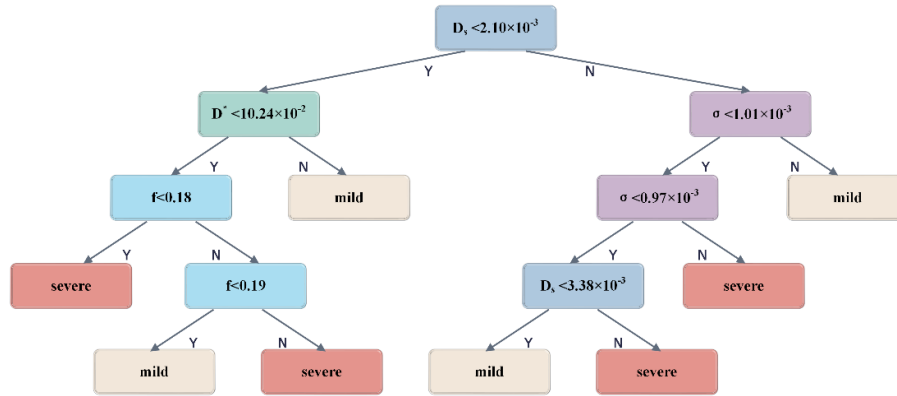 Dₛ <2.10×10⁻³
Y
N
D* <10.24×10⁻²
σ <1.01×10⁻³
Y
N
Y
N
f<0.18
mild
σ <0.97×10⁻³
mild
Y
N
Y
N
severe
f<0.19
Dₛ <3.38×10⁻³
severe
Y
N
Y
N
mild
severe
mild
severe